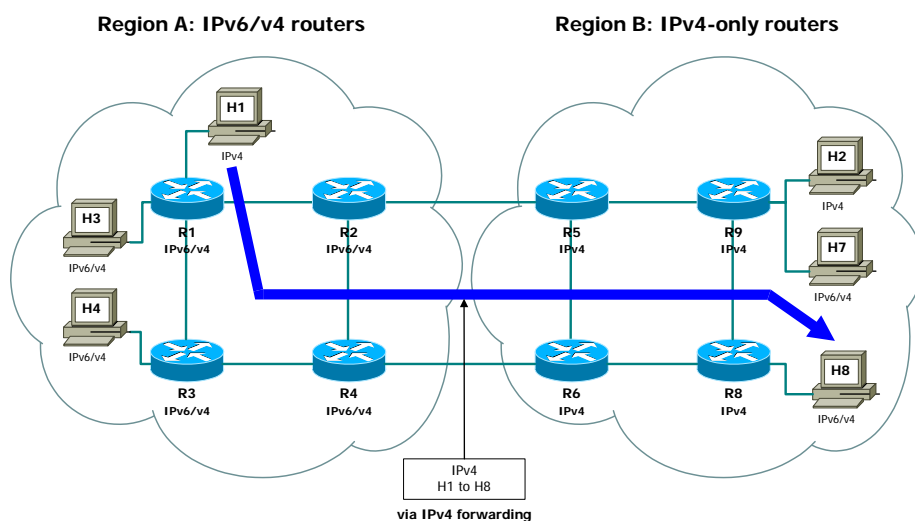 Region A: IPv6/v4 routers
Region B: IPv4-only routers
H1
IPv4
H2
IPv4
H3
IPv6/v4
R1
IPv6/v4
R2
IPv6/v4
R5
IPv4
R9
IPv4
H7
IPv6/v4
H4
IPv6/v4
R3
IPv6/v4
R4
IPv6/v4
R6
IPv4
R8
IPv4
H8
IPv6/v4
IPv4
H1 to H8
via IPv4 forwarding